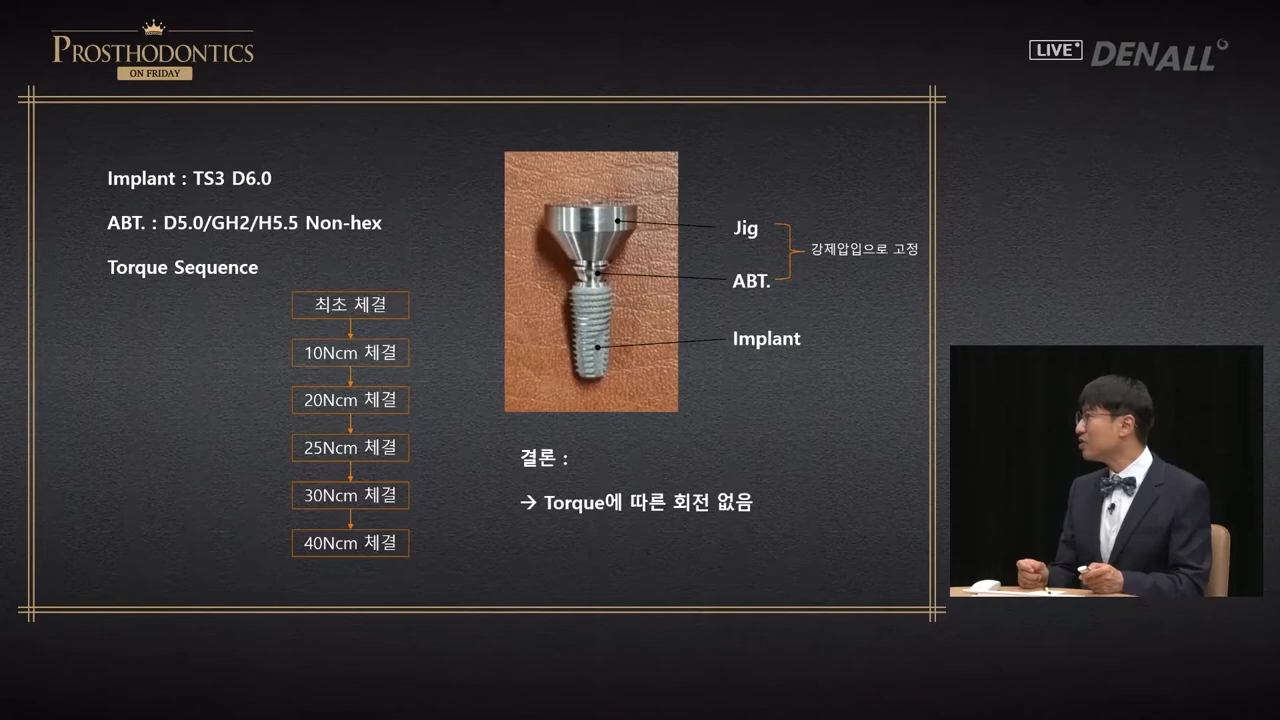 PROSTHODONTICS
ON FRIDAY
LIVE
DENALL
Implant : TS3 D6.0
ABT. : D5.0/GH2/H5.5 Non-hex
Torque Sequence
최초 체결
10Ncm 체결
20Ncm 체결
25Ncm 체결
30Ncm 체결
40Ncm 체결
Jig
ABT.
강제압입으로 고정
Implant
결론 :
→ Torque에 따른 회전 없음